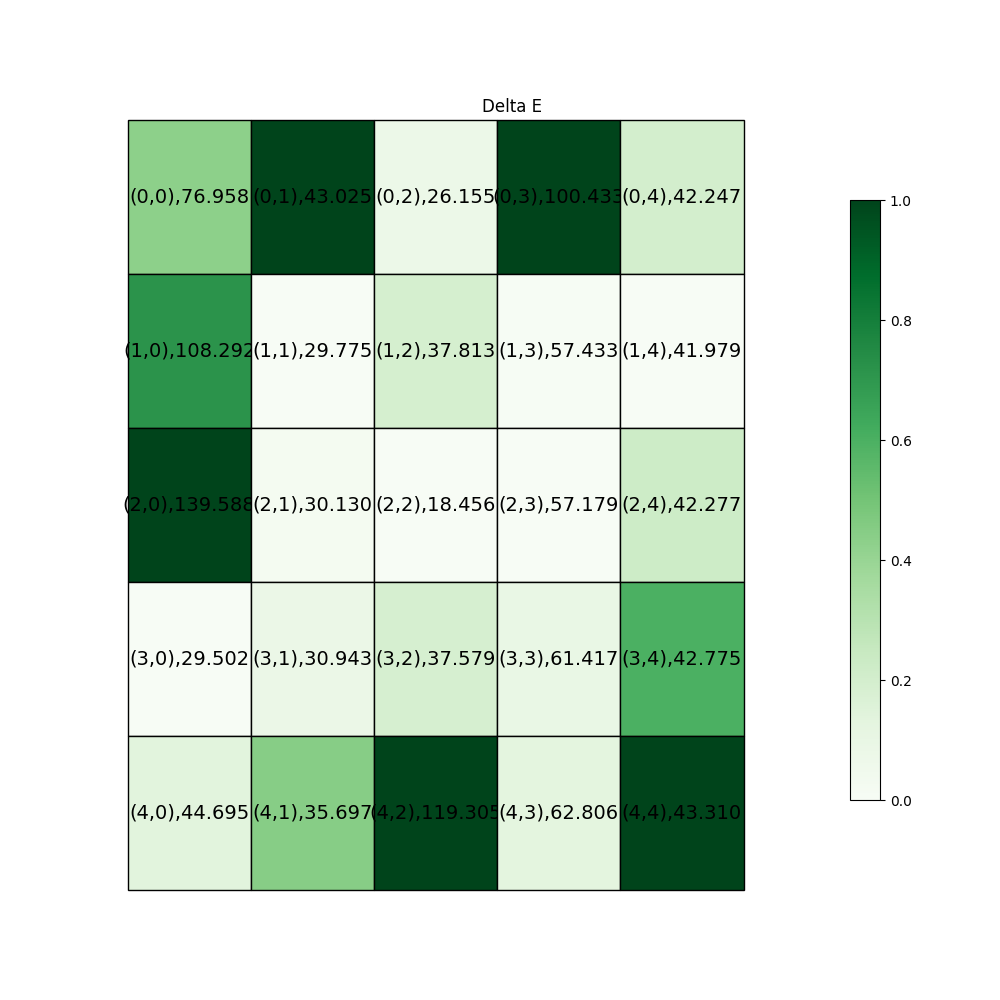 Delta E
(0,0),76.958 (0,1),43.025 (0,2),26.155 (0,3),100.433 (0,4),42.247
(1,0),108.292 (1,1),29.775 (1,2),37.813 (1,3),57.433 (1,4),41.979
(2,0),139.588 (2,1),30.130 (2,2),18.456 (2,3),57.179 (2,4),42.277
(3,0),29.502 (3,1),30.943 (3,2),37.579 (3,3),61.417 (3,4),42.775
(4,0),44.695 (4,1),35.697 (4,2),119.305 (4,3),62.806 (4,4),43.310
1.0
0.8
0.6
0.4
0.2
0.0